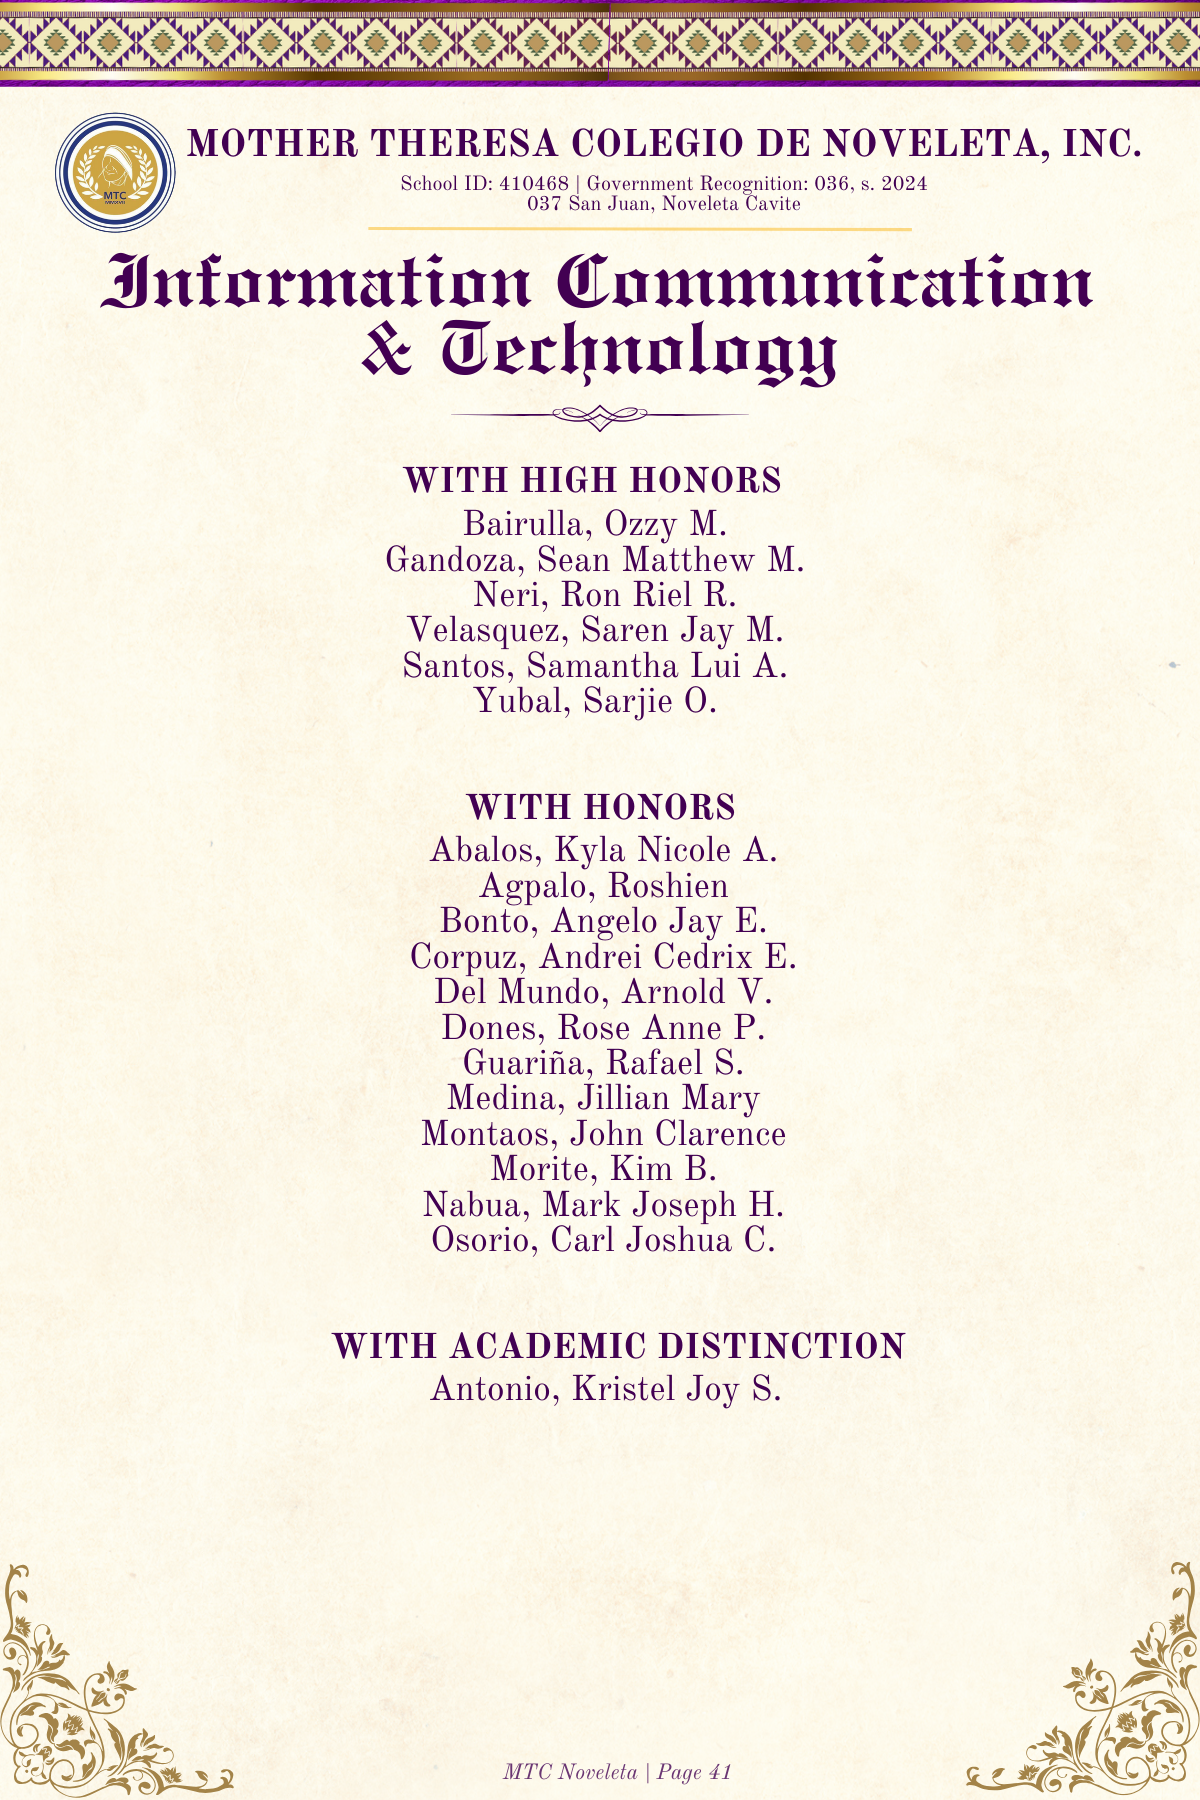 MOTHER THERESA COLEGIO DE NOVELETA, INC.
School ID: 410468 | Government Recognition: 036, s. 2024
037 San Juan, Noveleta Cavite
MTC
Information Communication
& Technology
WITH HIGH HONORS
Bairulla, Ozzy M.
Gandoza, Sean Matthew M.
Neri, Ron Riel R.
Velasquez, Saren Jay M.
Santos, Samantha Lui A.
Yubal, Sarjie O.
WITH HONORS
Abalos, Kyla Nicole A.
Agpalo, Roshien
Bonto, Angelo Jay E.
Corpuz, Andrei Cedrix E.
Del Mundo, Arnold V.
Dones, Rose Anne P.
Guariña, Rafael S.
Medina, Jillian Mary
Montaos, John Clarence
Morite, Kim B.
Nabua, Mark Joseph H.
Osorio, Carl Joshua C.
WITH ACADEMIC DISTINCTION
Antonio, Kristel Joy S.
MTC Noveleta | Page 41